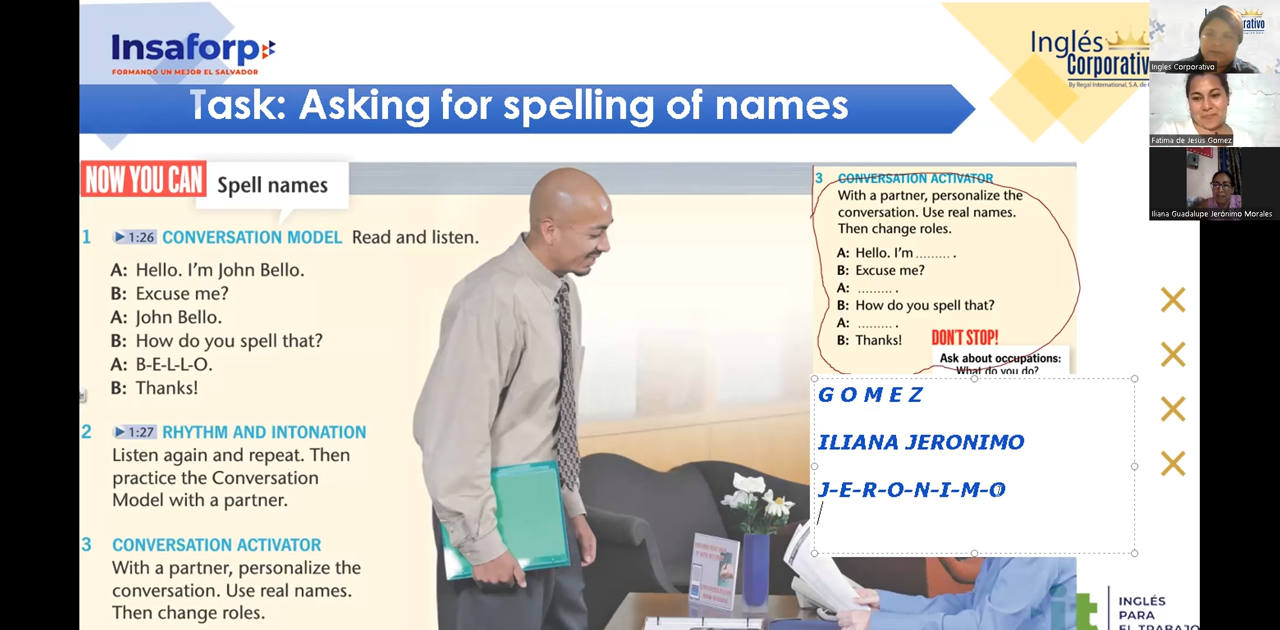 Insaforp
FORMANDO UN MEJOR EL SALVADOR
Inglés
Corporativ
Task: Asking for spelling of names
NOW YOU CAN Spell names
1 1:26 CONVERSATION MODEL Read and listen.
A: Hello. I'm John Bello.
B: Excuse me?
A: John Bello.
B: How do you spell that?
A: B-E-L-L-O.
B: Thanks!
2 1:27 RHYTHM AND INTONATION
Listen again and repeat. Then
practice the Conversation
Model with a partner.
3 CONVERSATION ACTIVATOR
With a partner, personalize the
conversation. Use real names.
Then change roles.
3 CONVERSATION ACTIVATOR
With a partner, personalize the
conversation. Use real names.
Then change roles.
A: Hello. I'm ......... .
B: Excuse me?
A: ......... .
B: How do you spell that?
A: ......... .
B: Thanks!
DON'T STOP!
Ask about occupations:
What do you do?
G O M E Z
ILIANA JERONIMO
J-E-R-O-N-I-M-O
INGLÉS
PARA
EL TRABAJO
Ingles Corporativo
Fatima de Jesus Gomez
Iliana Guadalupe Jerónimo Morales